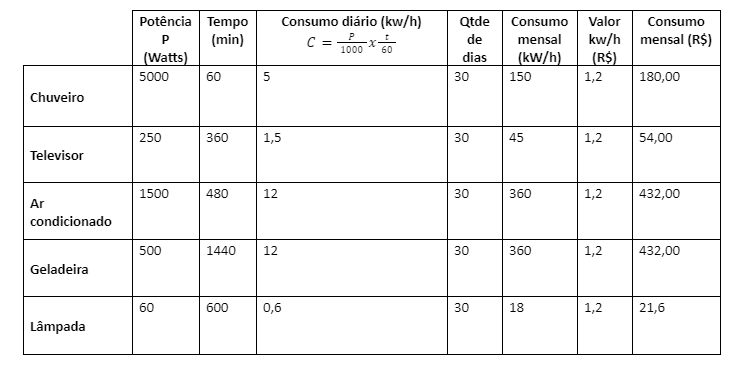 Potência P (Watts) | Tempo (min) | Consumo diário (kw/h) C = P/1000 x t/60 | Qtde de dias | Consumo mensal (kW/h) | Valor kw/h (R$) | Consumo mensal (R$)
Chuveiro | 5000 | 60 | 5 | 30 | 150 | 1,2 | 180,00
Televisor | 250 | 360 | 1,5 | 30 | 45 | 1,2 | 54,00
Ar condicionado | 1500 | 480 | 12 | 30 | 360 | 1,2 | 432,00
Geladeira | 500 | 1440 | 12 | 30 | 360 | 1,2 | 432,00
Lâmpada | 60 | 600 | 0,6 | 30 | 18 | 1,2 | 21,6